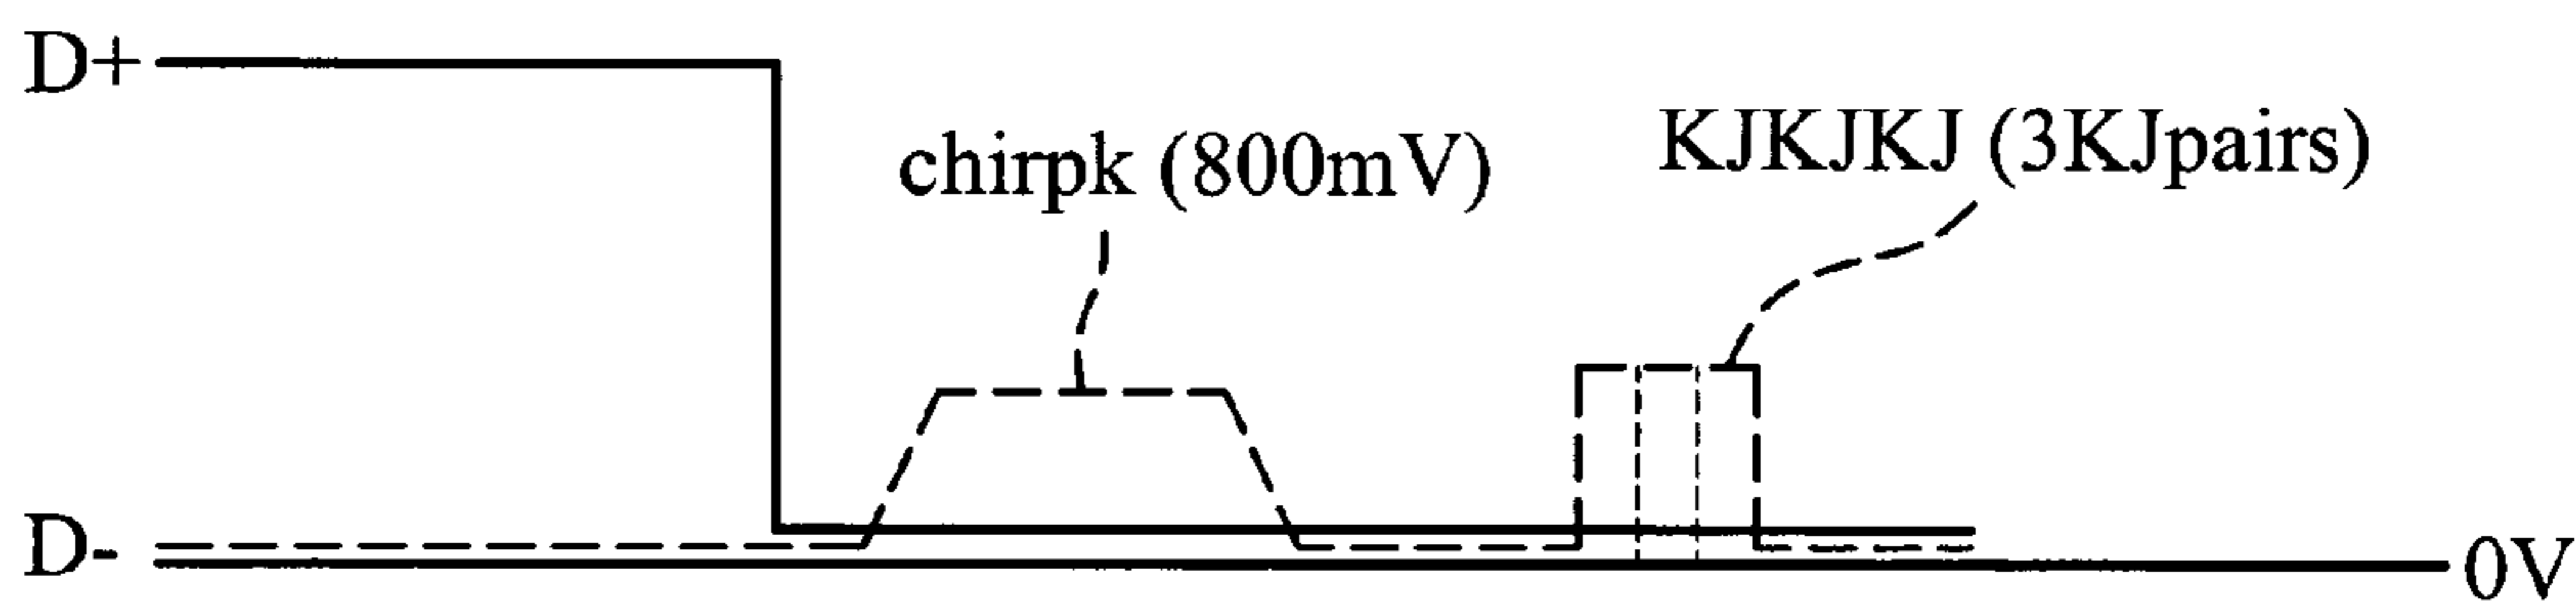 D+
chirpk (800mV)
KJKJKJ (3KJpairs)
D-
0V